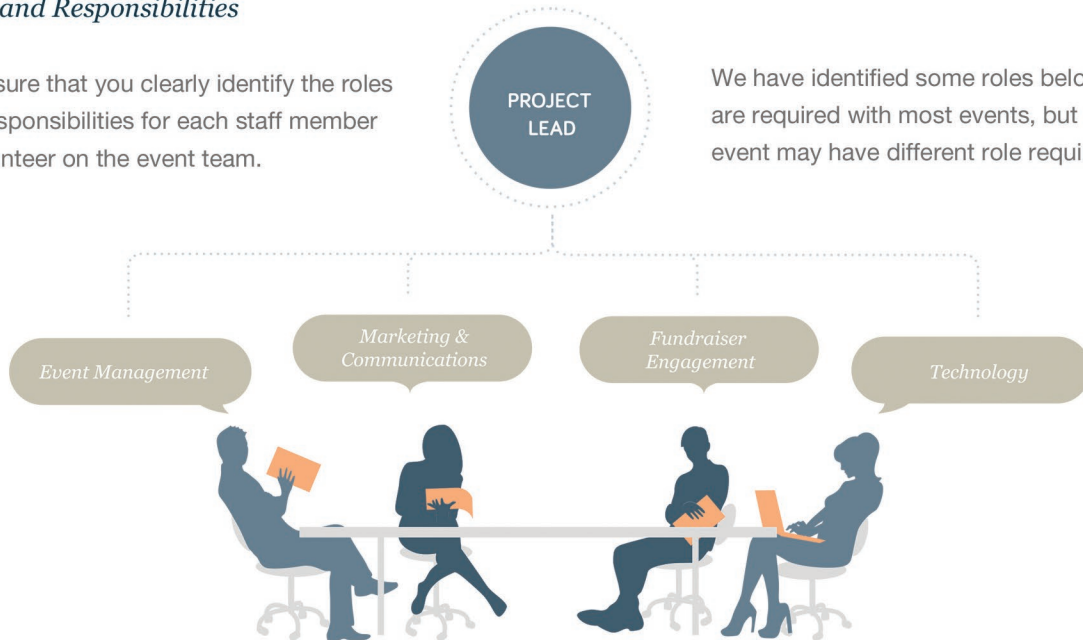 and Responsibilities
sure that you clearly identify the roles
responsibilities for each staff member
unteer on the event team.
PROJECT
LEAD
We have identified some roles belo
are required with most events, but
event may have different role requi
Event Management
Marketing &
Communications
Fundraiser
Engagement
Technology